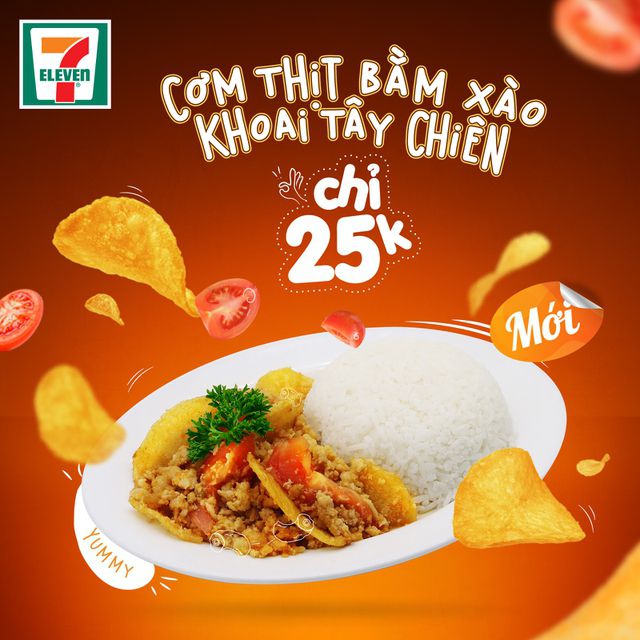 7
ELEVEN
®
CƠM THỊT BẰM XÀO
KHOAI TÂY CHIÊN
chỉ
25K
Mới
YUMMY